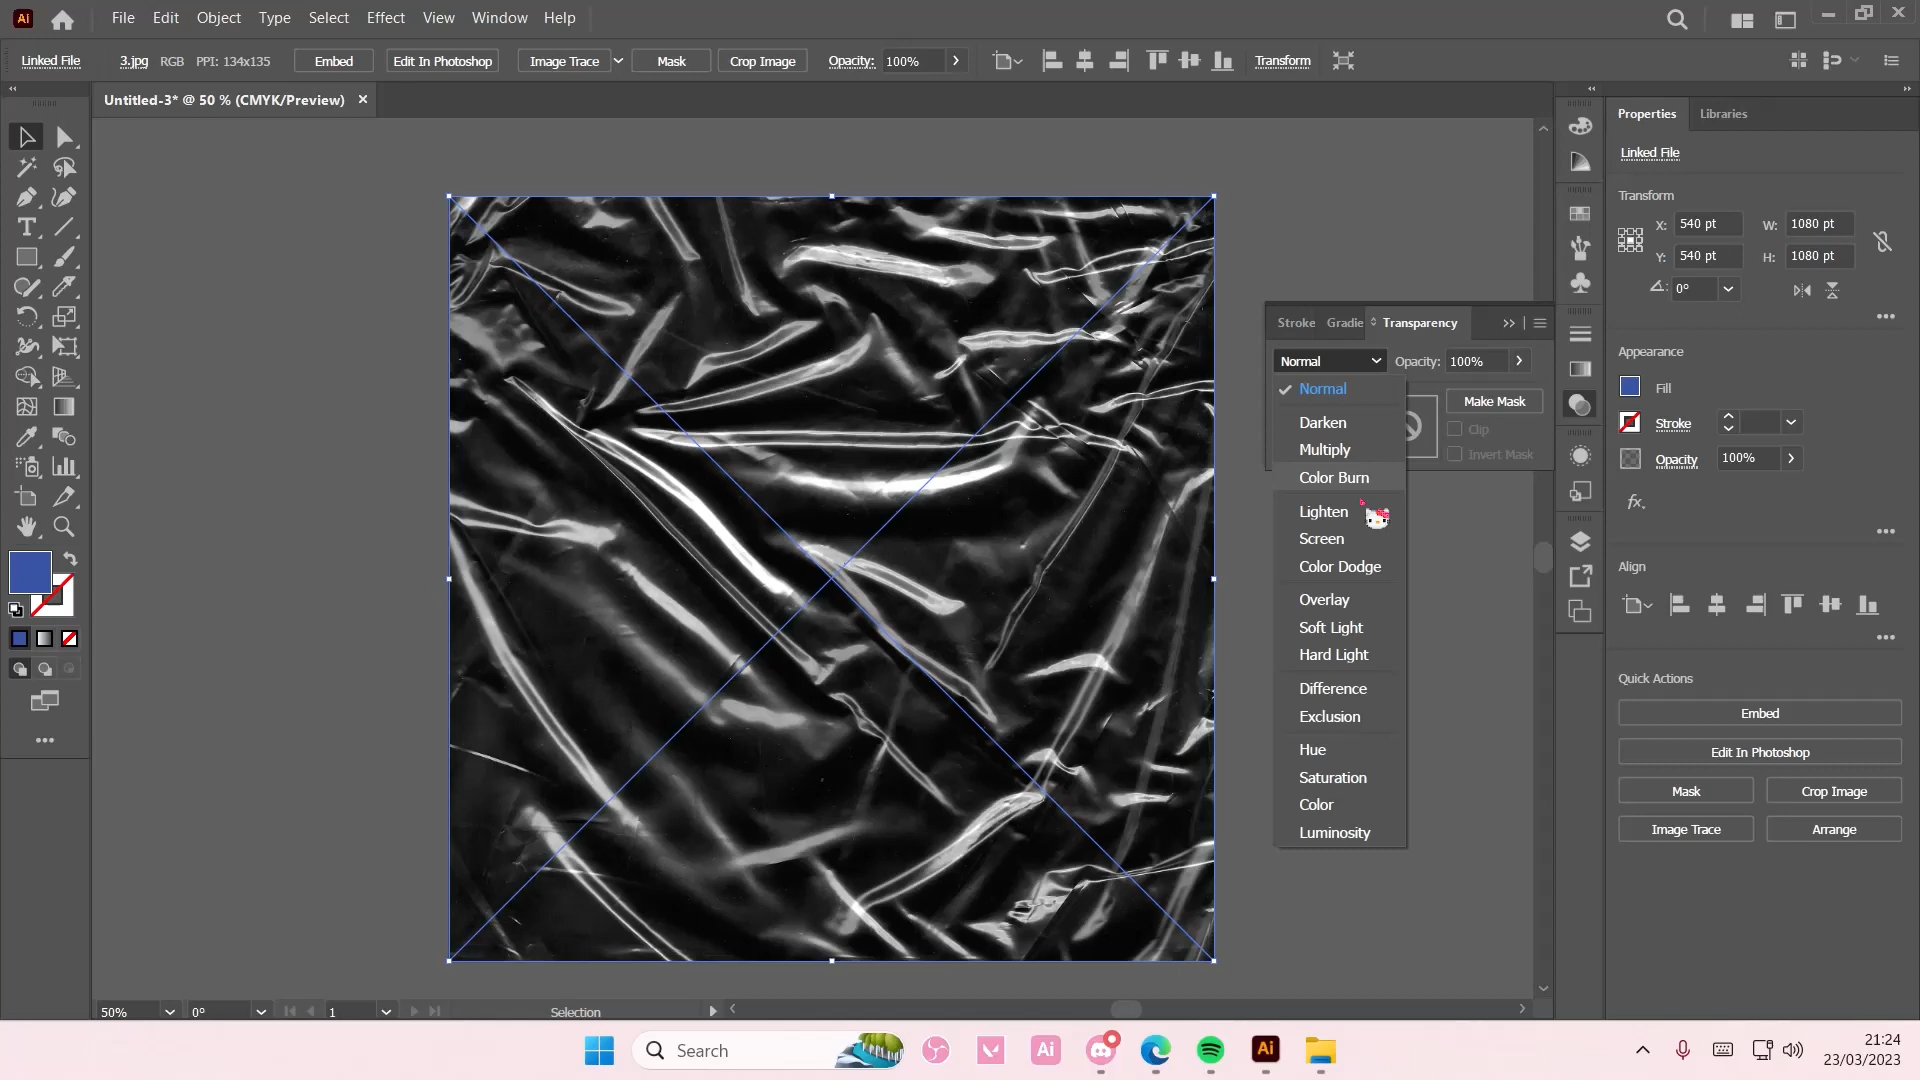 Ai File Edit Object Type Select Effect View Window Help
Linked File 3.jpg RGB PPI: 134x135 Embed Edit In Photoshop Image Trace Mask Crop Image Opacity: 100% Transform
Untitled-3* @ 50 % (CMYK/Preview)
Properties Libraries
Linked File
Transform
X: 540 pt W: 1080 pt
Y: 540 pt H: 1080 pt
0°
Appearance
Fill
Stroke
Opacity 100%
fx.
Align
Quick Actions
Embed
Edit In Photoshop
Mask Crop Image
Image Trace Arrange
Stroke Gradie Transparency
Normal Opacity: 100%
Make Mask
Clip
Invert Mask
Normal
Darken
Multiply
Color Burn
Lighten
Screen
Color Dodge
Overlay
Soft Light
Hard Light
Difference
Exclusion
Hue
Saturation
Color
Luminosity
50% 0° 1 Selection
Search Ai Ai
21:24
23/03/2023